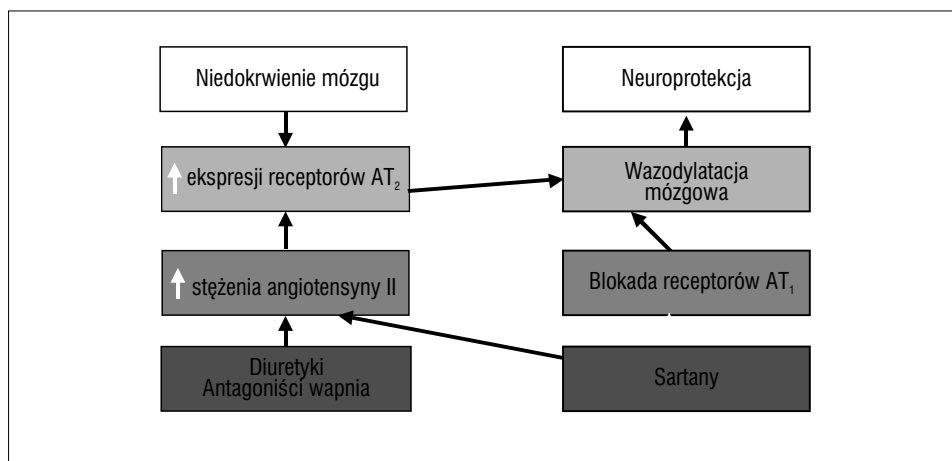 Niedokrwienie mózgu
Neuroprotekcja
ekspresji receptorów AT₂
Wazodylatacja
mózgowa
stężenia angiotensyny II
Blokada receptorów AT₁
Diuretyki
Antagoniści wapnia
Sartany